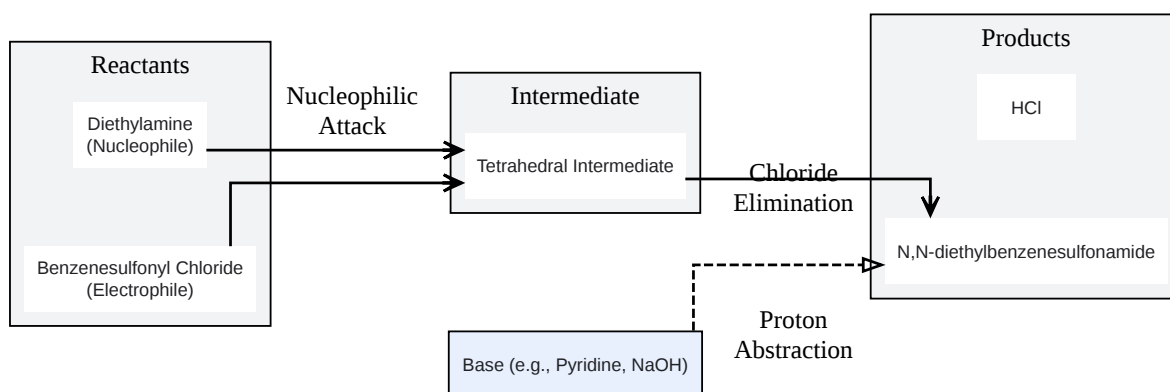 Reactants
Diethylamine
(Nucleophile)
Benzenesulfonyl Chloride
(Electrophile)
Nucleophilic
Attack
Intermediate
Tetrahedral Intermediate
Chloride
Elimination
Products
HCl
N,N-diethylbenzenesulfonamide
Proton
Abstraction
Base (e.g., Pyridine, NaOH)